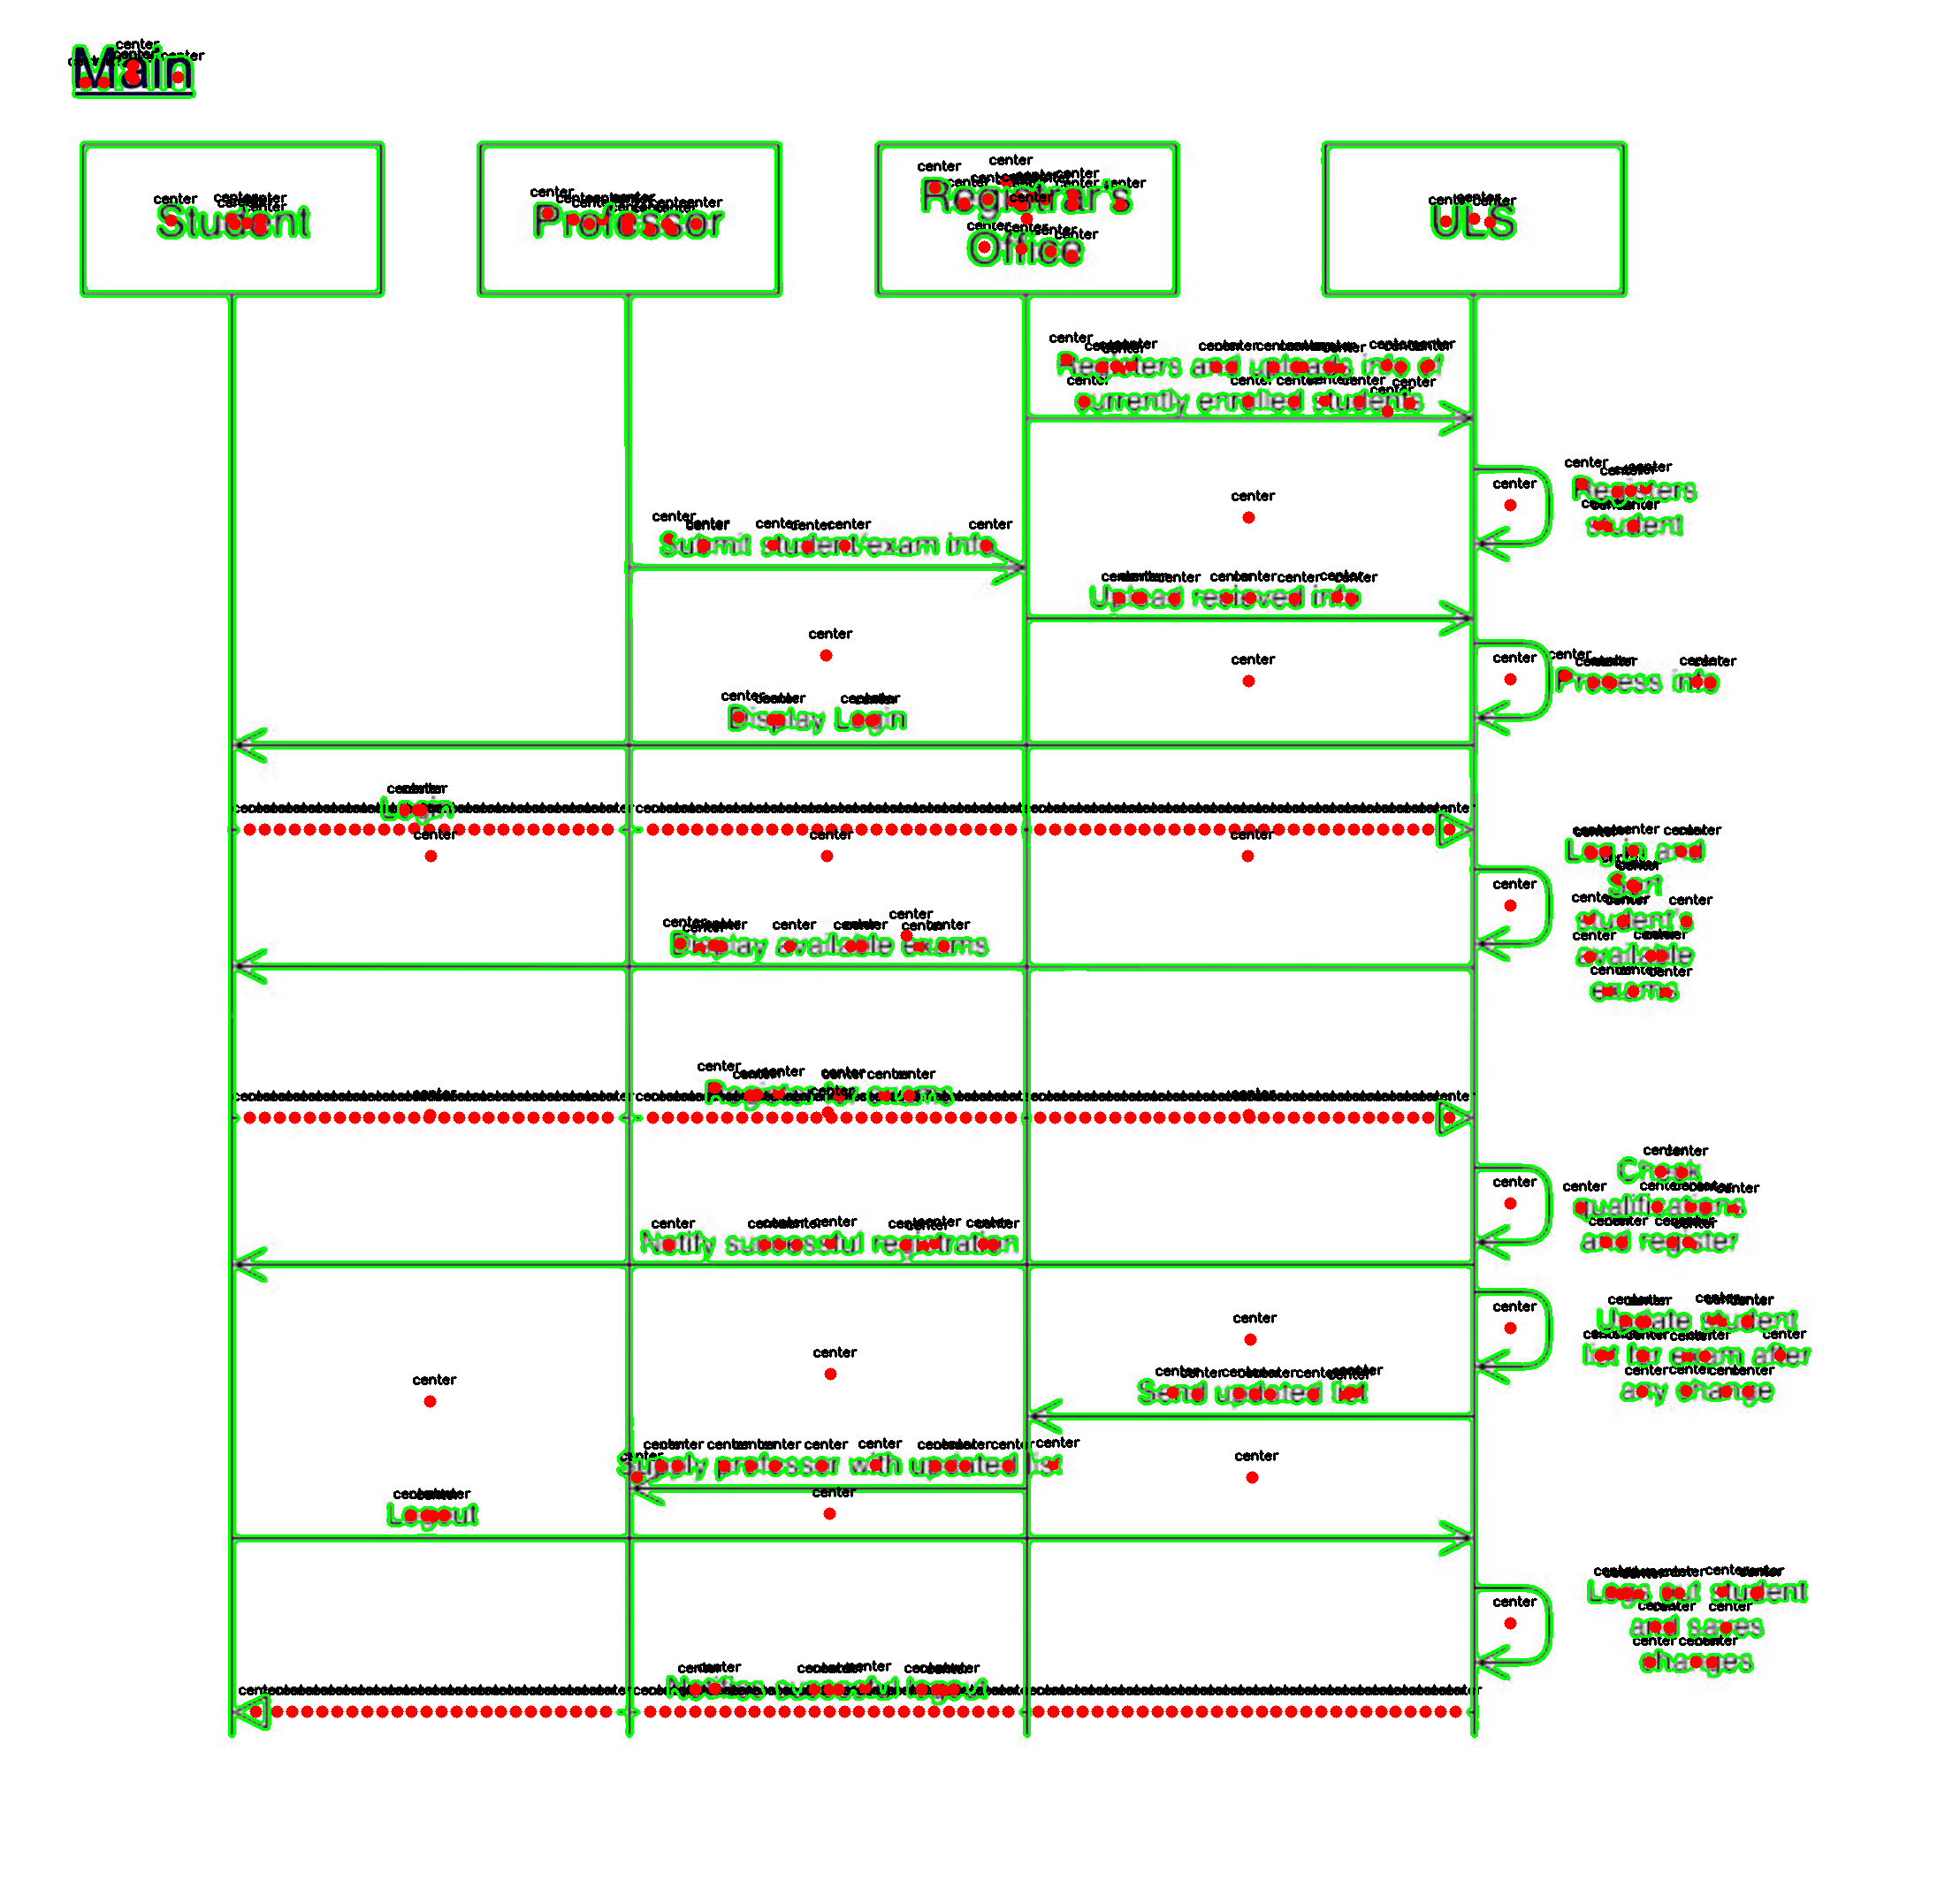 Main
Student
Professor
Registrar's
Office
ULS
Registers and uploads info of
currently enrolled students
Registers
student
Submit student/exam info
Upload recieved info
Process info
Display Login
Login
Log in and
Sort
student's
available
exams
Display available exams
Register for exams
Check
qualifications
and register
Notify successful registration
Update student
list for exam after
any change
Send updated list
Supply professor with updated list
Logout
Logs out student
and saves
changes
Notifies sucessful logout